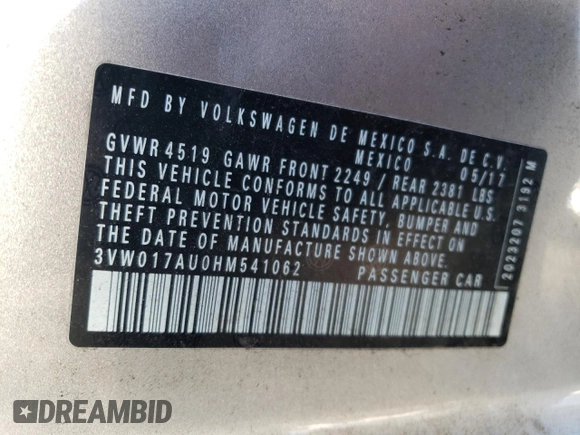 MFD BY VOLKSWAGEN DE MEXICO S.A. DE C.V.
MEXICO 05/17
GVWR 4519 GAWR FRONT 2249 / REAR 2381 LBS
THIS VEHICLE CONFORMS TO ALL APPLICABLE U.S.
FEDERAL MOTOR VEHICLE SAFETY, BUMPER AND
THEFT PREVENTION STANDARDS IN EFFECT ON
THE DATE OF MANUFACTURE SHOWN ABOVE.
3VW017AU0HM541062 PASSENGER CAR
2023207 3192 M
DREAMBID